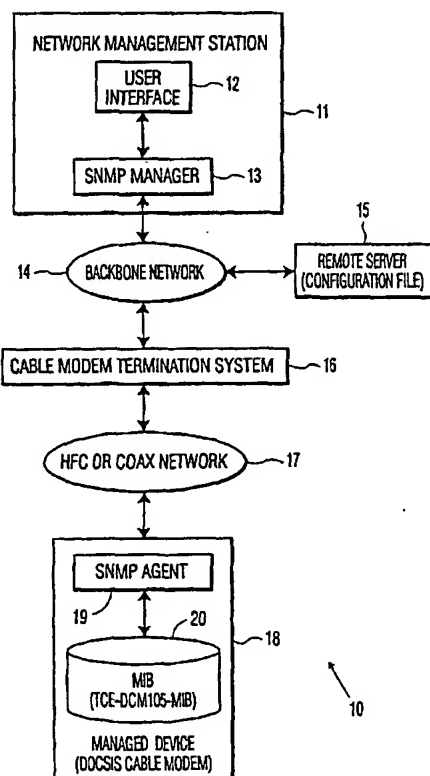 NETWORK MANAGEMENT STATION
USER
INTERFACE
12
11
SNMP MANAGER
13
15
14
BACKBONE NETWORK
REMOTE SERVER
(CONFIGURATION FILE)
CABLE MODEM TERMINATION SYSTEM
16
HFC OR COAX NETWORK
17
SNMP AGENT
19
20
18
MIB
(TCE-DCM105-MIB)
10
MANAGED DEVICE
(DOCSIS CABLE MODEM)